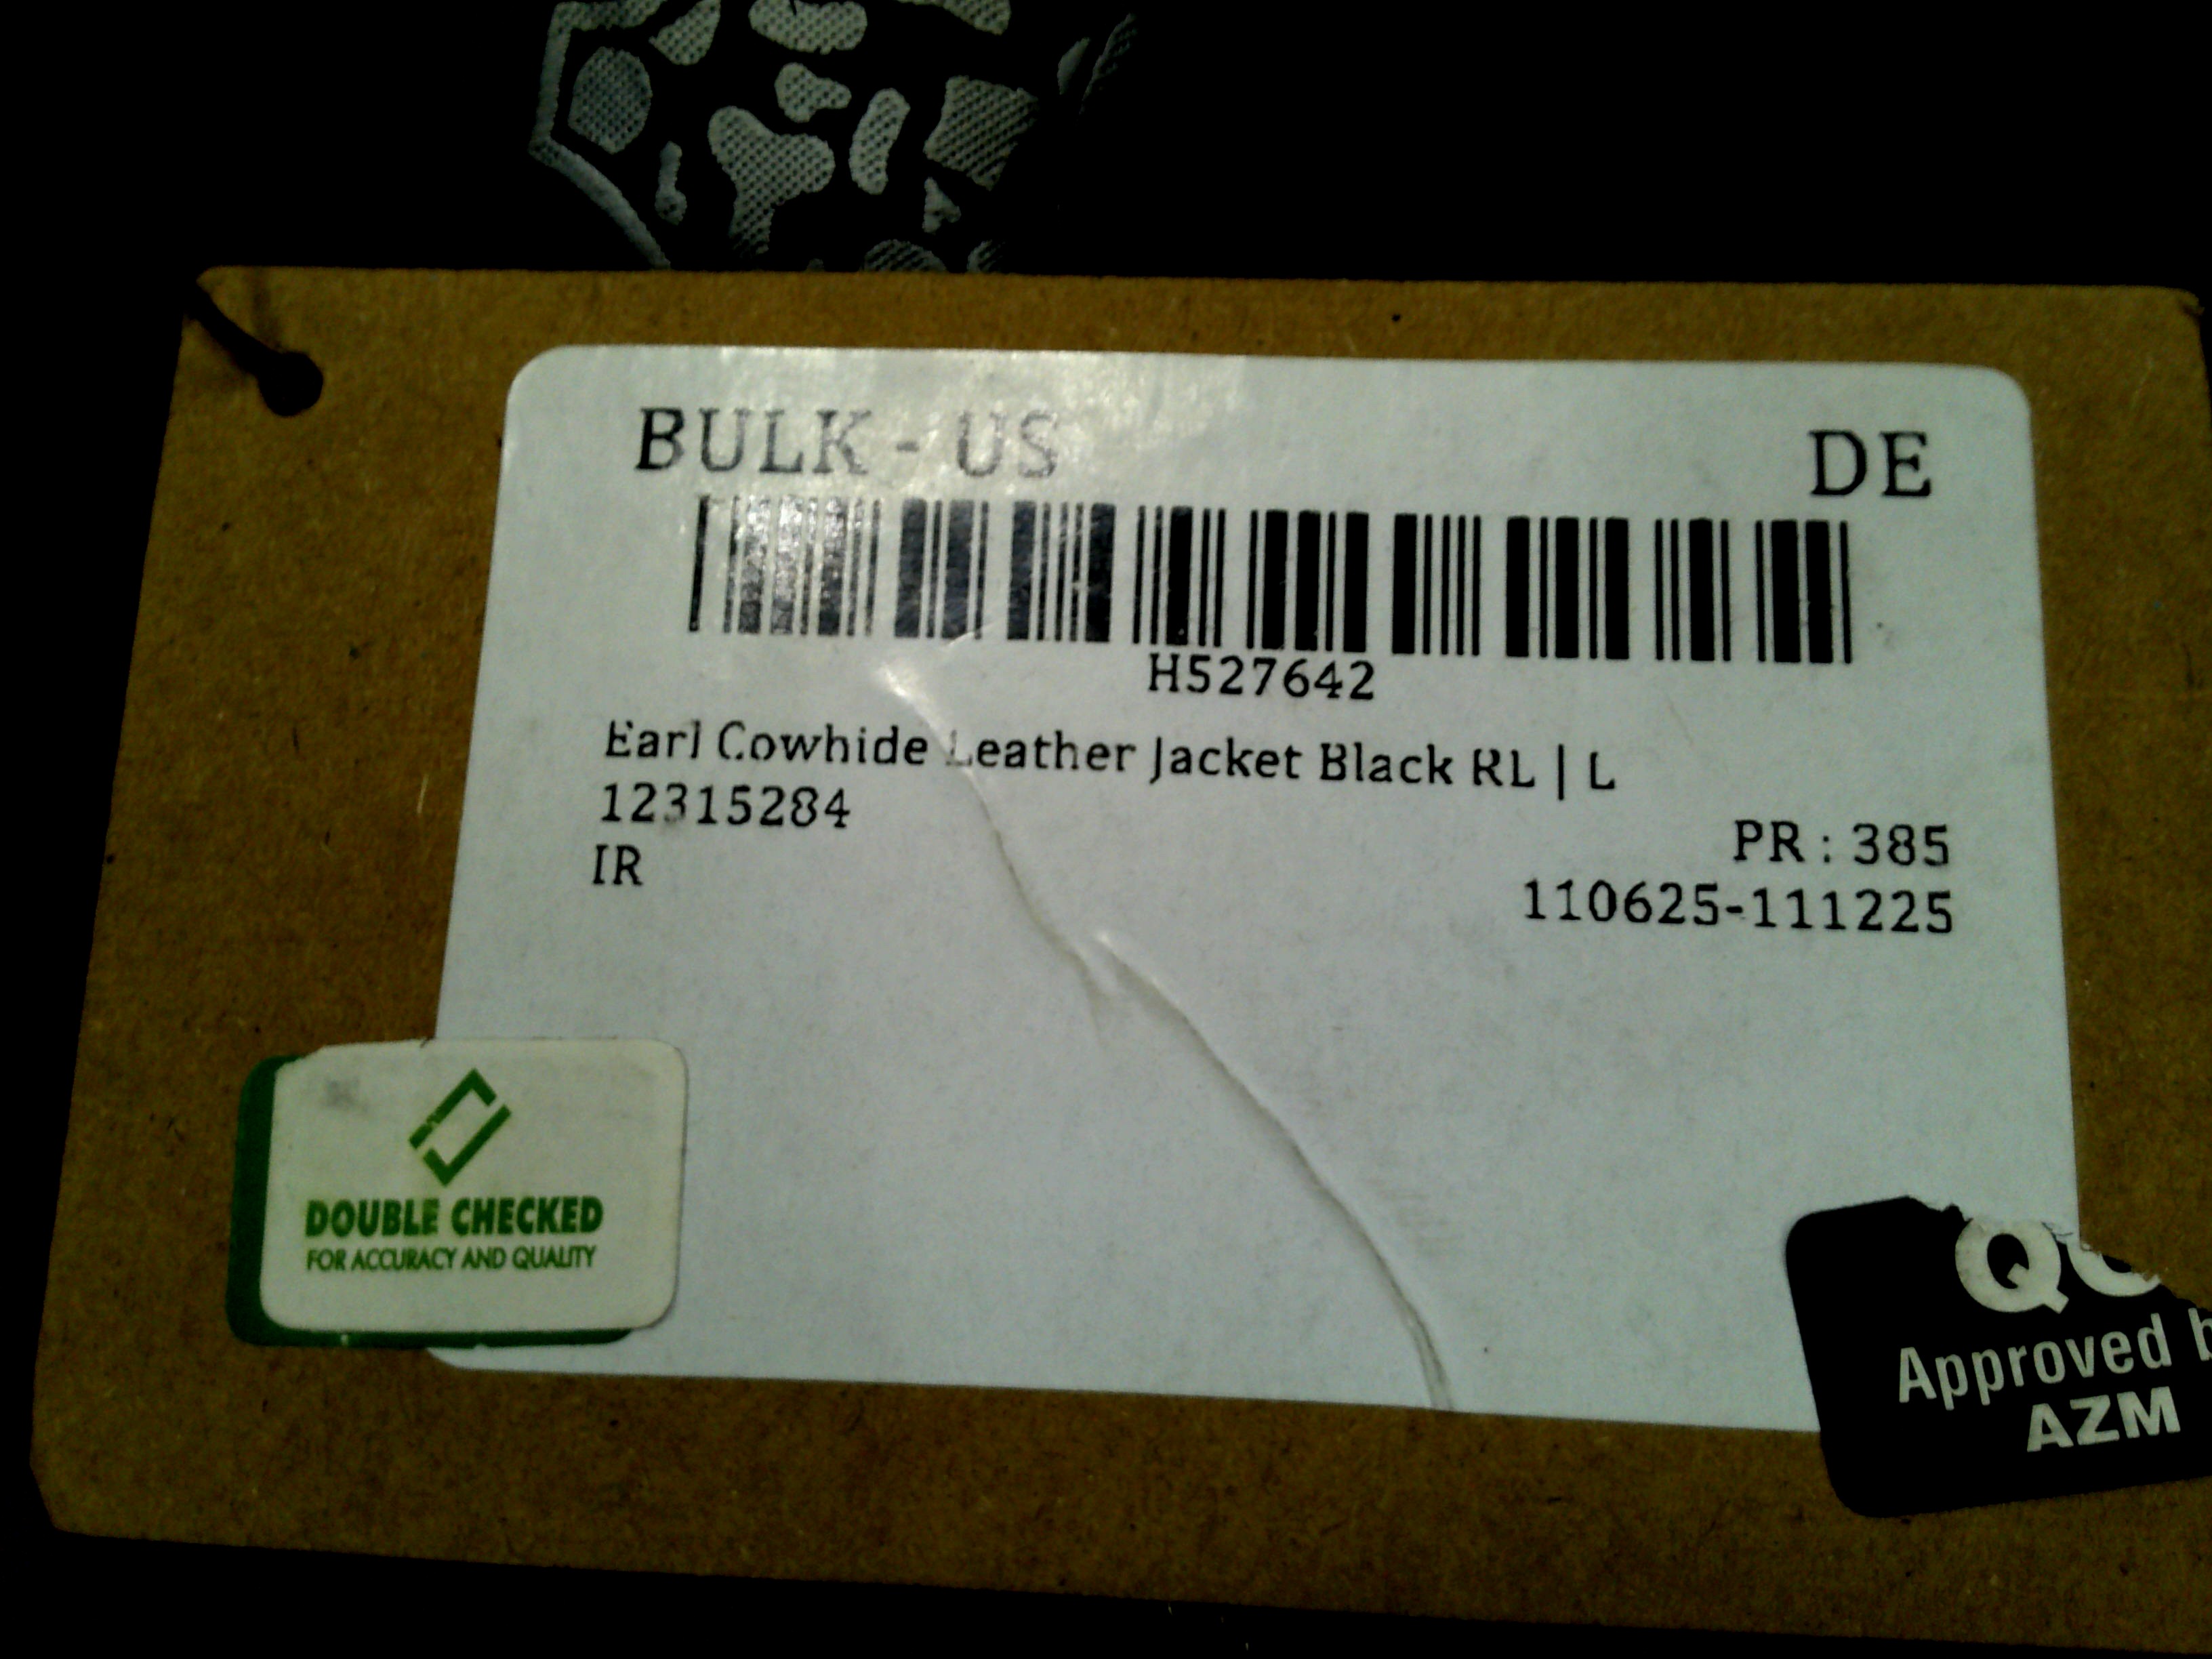 BULK - US
DE
H527642
Earl Cowhide Leather Jacket Black RL | L
12315284
PR : 385
IR
110625-111225
DOUBLE CHECKED
FOR ACCURACY AND QUALITY
QC
Approved
AZM